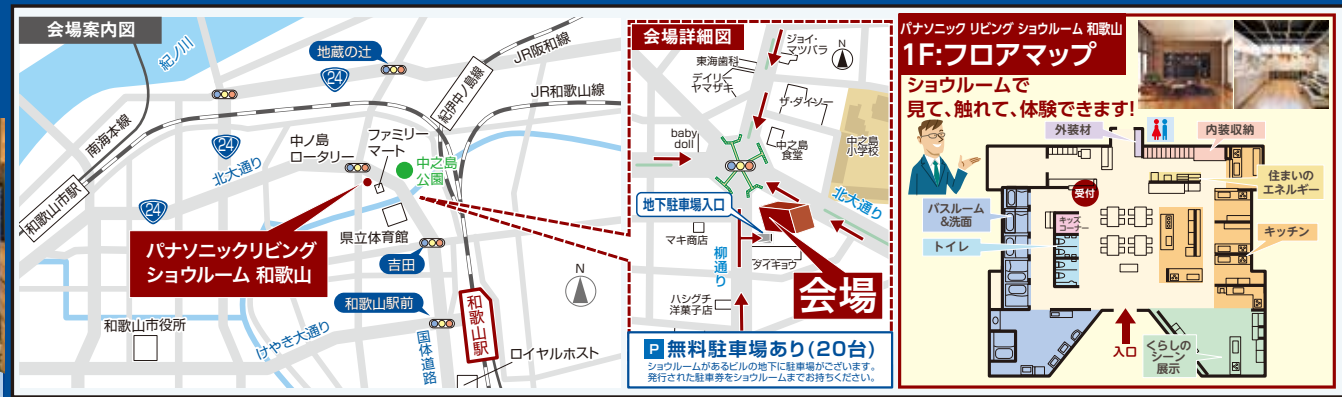 会場案内図
紀ノ川
南海本線
和歌山市駅
24
地蔵の辻
24
24
北大通り
中ノ島
ロータリー
ファミリー
マート
中之島
公園
紀伊中ノ島駅
JR阪和線
JR和歌山線
県立体育館
パナソニックリビング
ショウルーム 和歌山
吉田
和歌山駅前
和歌山市役所
けやき大通り
国体道路
和歌山駅
ロイヤルホスト
N
会場詳細図
ジョイ・
マツバラ
N
東海歯科
デイリー
ヤマザキ
ザ・ダイソー
baby
doll
中之島
食堂
中之島
小学校
北大通り
地下駐車場入口
マキ商店
柳通り
ダイキョウ
ハシグチ
洋菓子店
会場
P 無料駐車場あり(20台)
ショウルームがあるビルの地下に駐車場がございます。
発行された駐車券をショウルームまでお持ちください。
パナソニック リビング ショウルーム 和歌山
1F:フロアマップ
ショウルームで
見て、触れて、体験できます!
外装材
内装収納
住まいの
エネルギー
受付
バスルーム
&洗面
キッズ
コーナー
トイレ
キッチン
入口
くらしの
シーン
展示